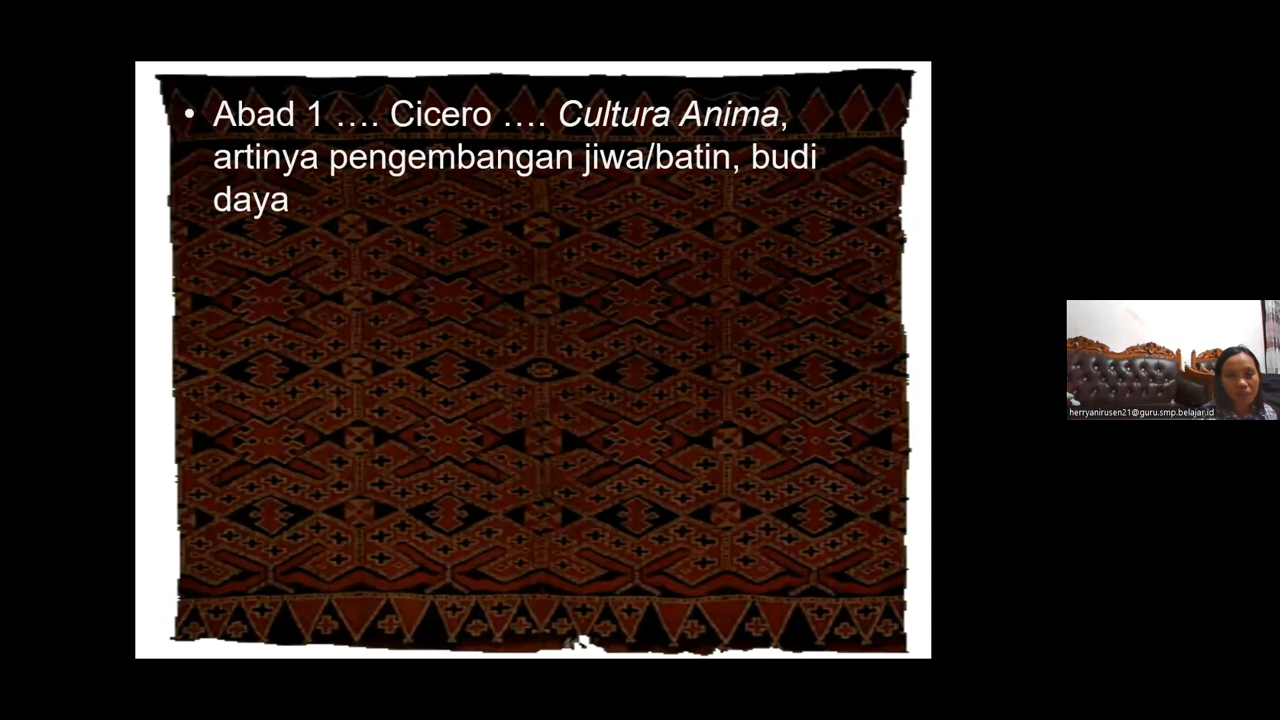 • Abad 1 …. Cicero …. Cultura Anima,
artinya pengembangan jiwa/batin, budi
daya
herryanirusen21@guru.smp.belajar.id